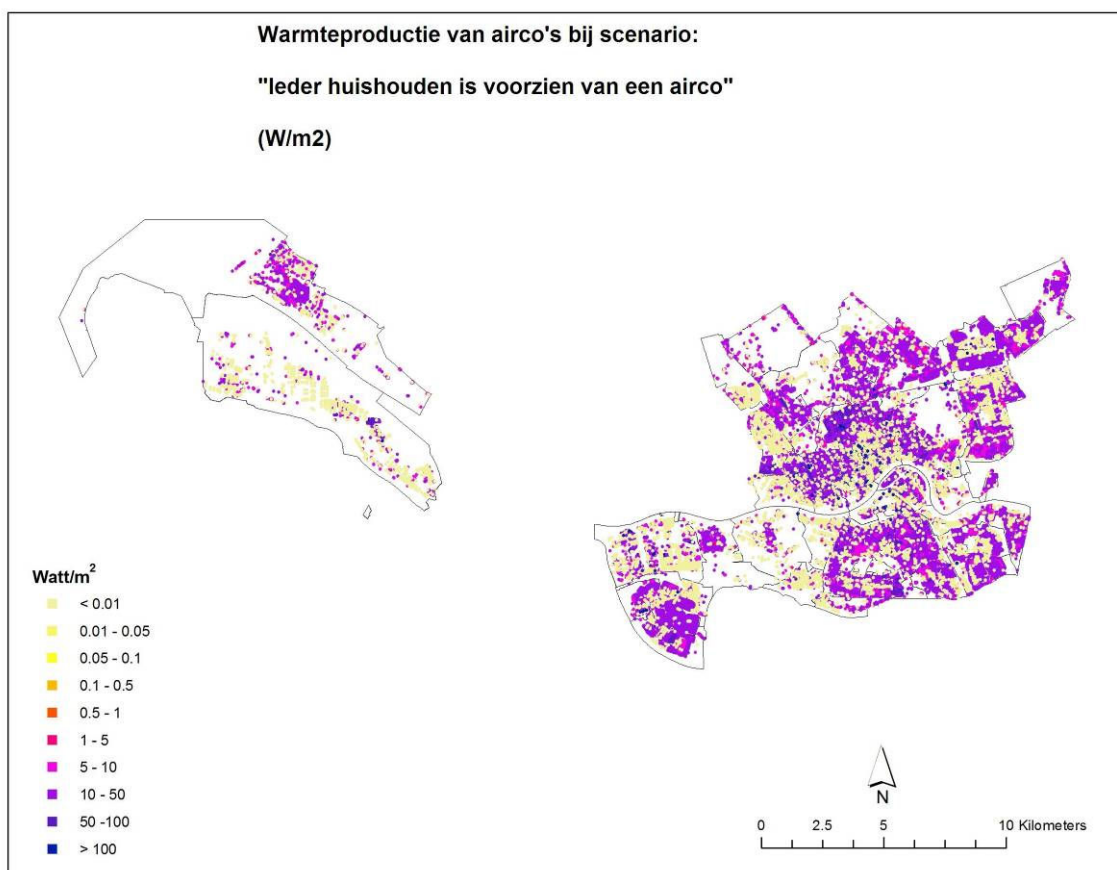 Warmteproductie van airco's bij scenario:
"Ieder huishouden is voorzien van een airco"
(W/m2)
Watt/m²
< 0.01
0.01 - 0.05
0.05 - 0.1
0.1 - 0.5
0.5 - 1
1 - 5
5 - 10
10 - 50
50 -100
> 100
N
0 2.5 5 10 Kilometers